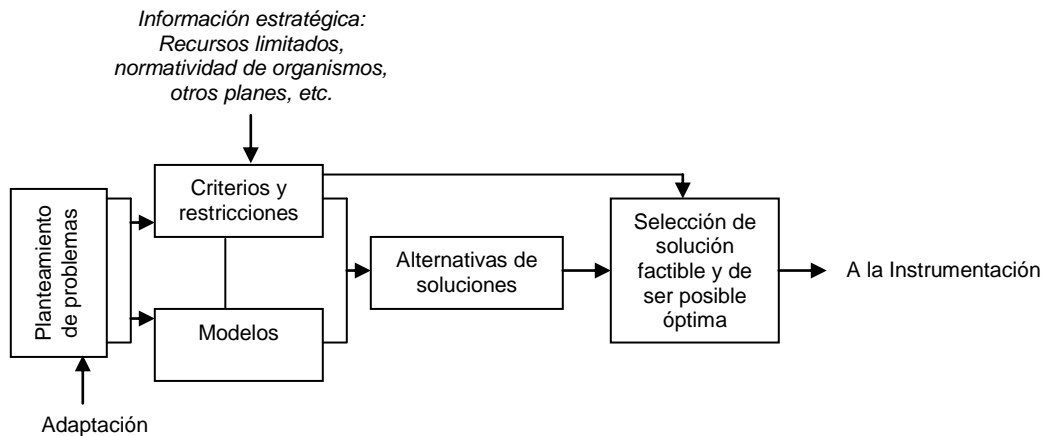 Información estratégica:
Recursos limitados,
normatividad de organismos,
otros planes, etc.
Planteamiento
de problemas
Criterios y
restricciones
Modelos
Alternativas de
soluciones
Selección de
solución
factible y de
ser posible
óptima
A la Instrumentación
Adaptación